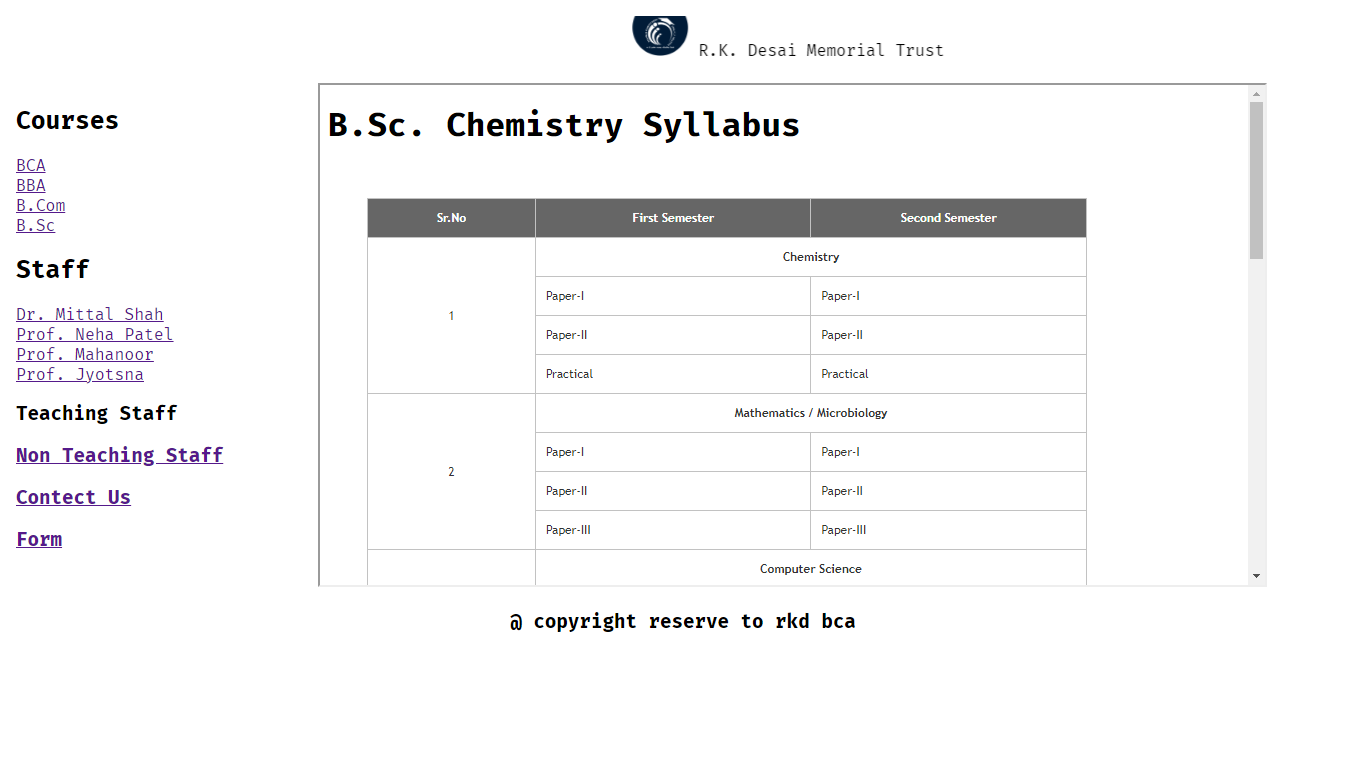 R.K. Desai Memorial Trust
Courses
BCA
BBA
B.Com
B.Sc
Staff
Dr. Mittal Shah
Prof. Neha Patel
Prof. Mahanoor
Prof. Jyotsna
Teaching Staff
Non Teaching Staff
Contect Us
Form
B.Sc. Chemistry Syllabus
Sr.No First Semester Second Semester
Chemistry
1
Paper-I Paper-I
Paper-II Paper-II
Practical Practical
Mathematics / Microbiology
2
Paper-I Paper-I
Paper-II Paper-II
Paper-III Paper-III
Computer Science
@ copyright reserve to rkd bca